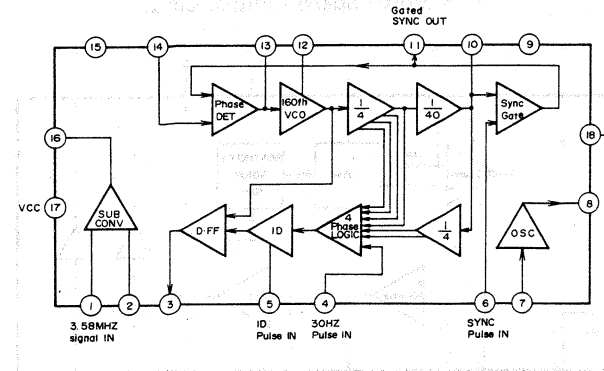 Gated
SYNC OUT
15
14
13
12
11
10
9
Phase
DET
160fH
VCO
1/4
1/40
Sync
Gate
16
18
VCC
17
8
SUB
CONV
D·FF
ID
4
Phase
LOGIC
1/4
OSC
1
2
3
5
4
6
7
3.58MHZ
signal IN
ID
Pulse IN
30HZ
Pulse IN
SYNC
Pulse IN